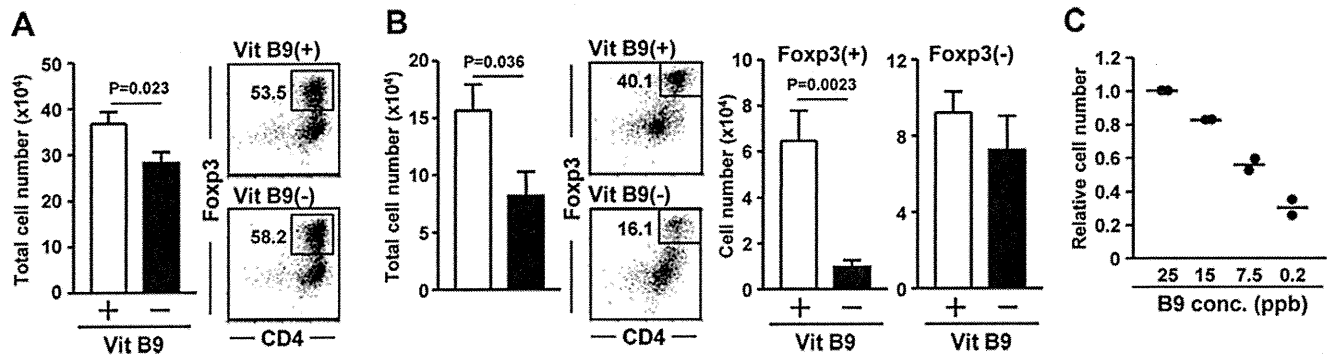 A
Total cell number (x10⁴)
50
40
30
20
10
0
P=0.023
+
−
Vit B9
Vit B9(+)
53.5
Foxp3
Vit B9(-)
58.2
CD4
B
Total cell number (x10⁴)
20
15
10
5
0
P=0.036
+
−
Vit B9
Vit B9(+)
40.1
Foxp3
Vit B9(-)
16.1
CD4
Foxp3(+)
Cell number (x10⁴)
10
8
6
4
2
0
P=0.0023
+
−
Vit B9
Foxp3(-)
12
8
4
0
+
−
Vit B9
C
Relative cell number
1.2
1.0
0.8
0.6
0.4
0.2
0
25 15 7.5 0.2
B9 conc. (ppb)